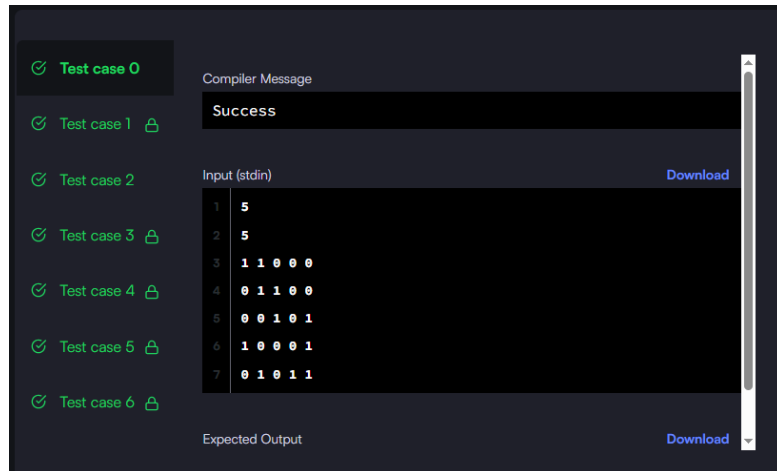 Test case 0
Test case 1
Test case 2
Test case 3
Test case 4
Test case 5
Test case 6
Compiler Message
Success
Input (stdin)
Download
1 5
2 5
3 1 1 0 0 0
4 0 1 1 0 0
5 0 0 1 0 1
6 1 0 0 0 1
7 0 1 0 1 1
Expected Output
Download